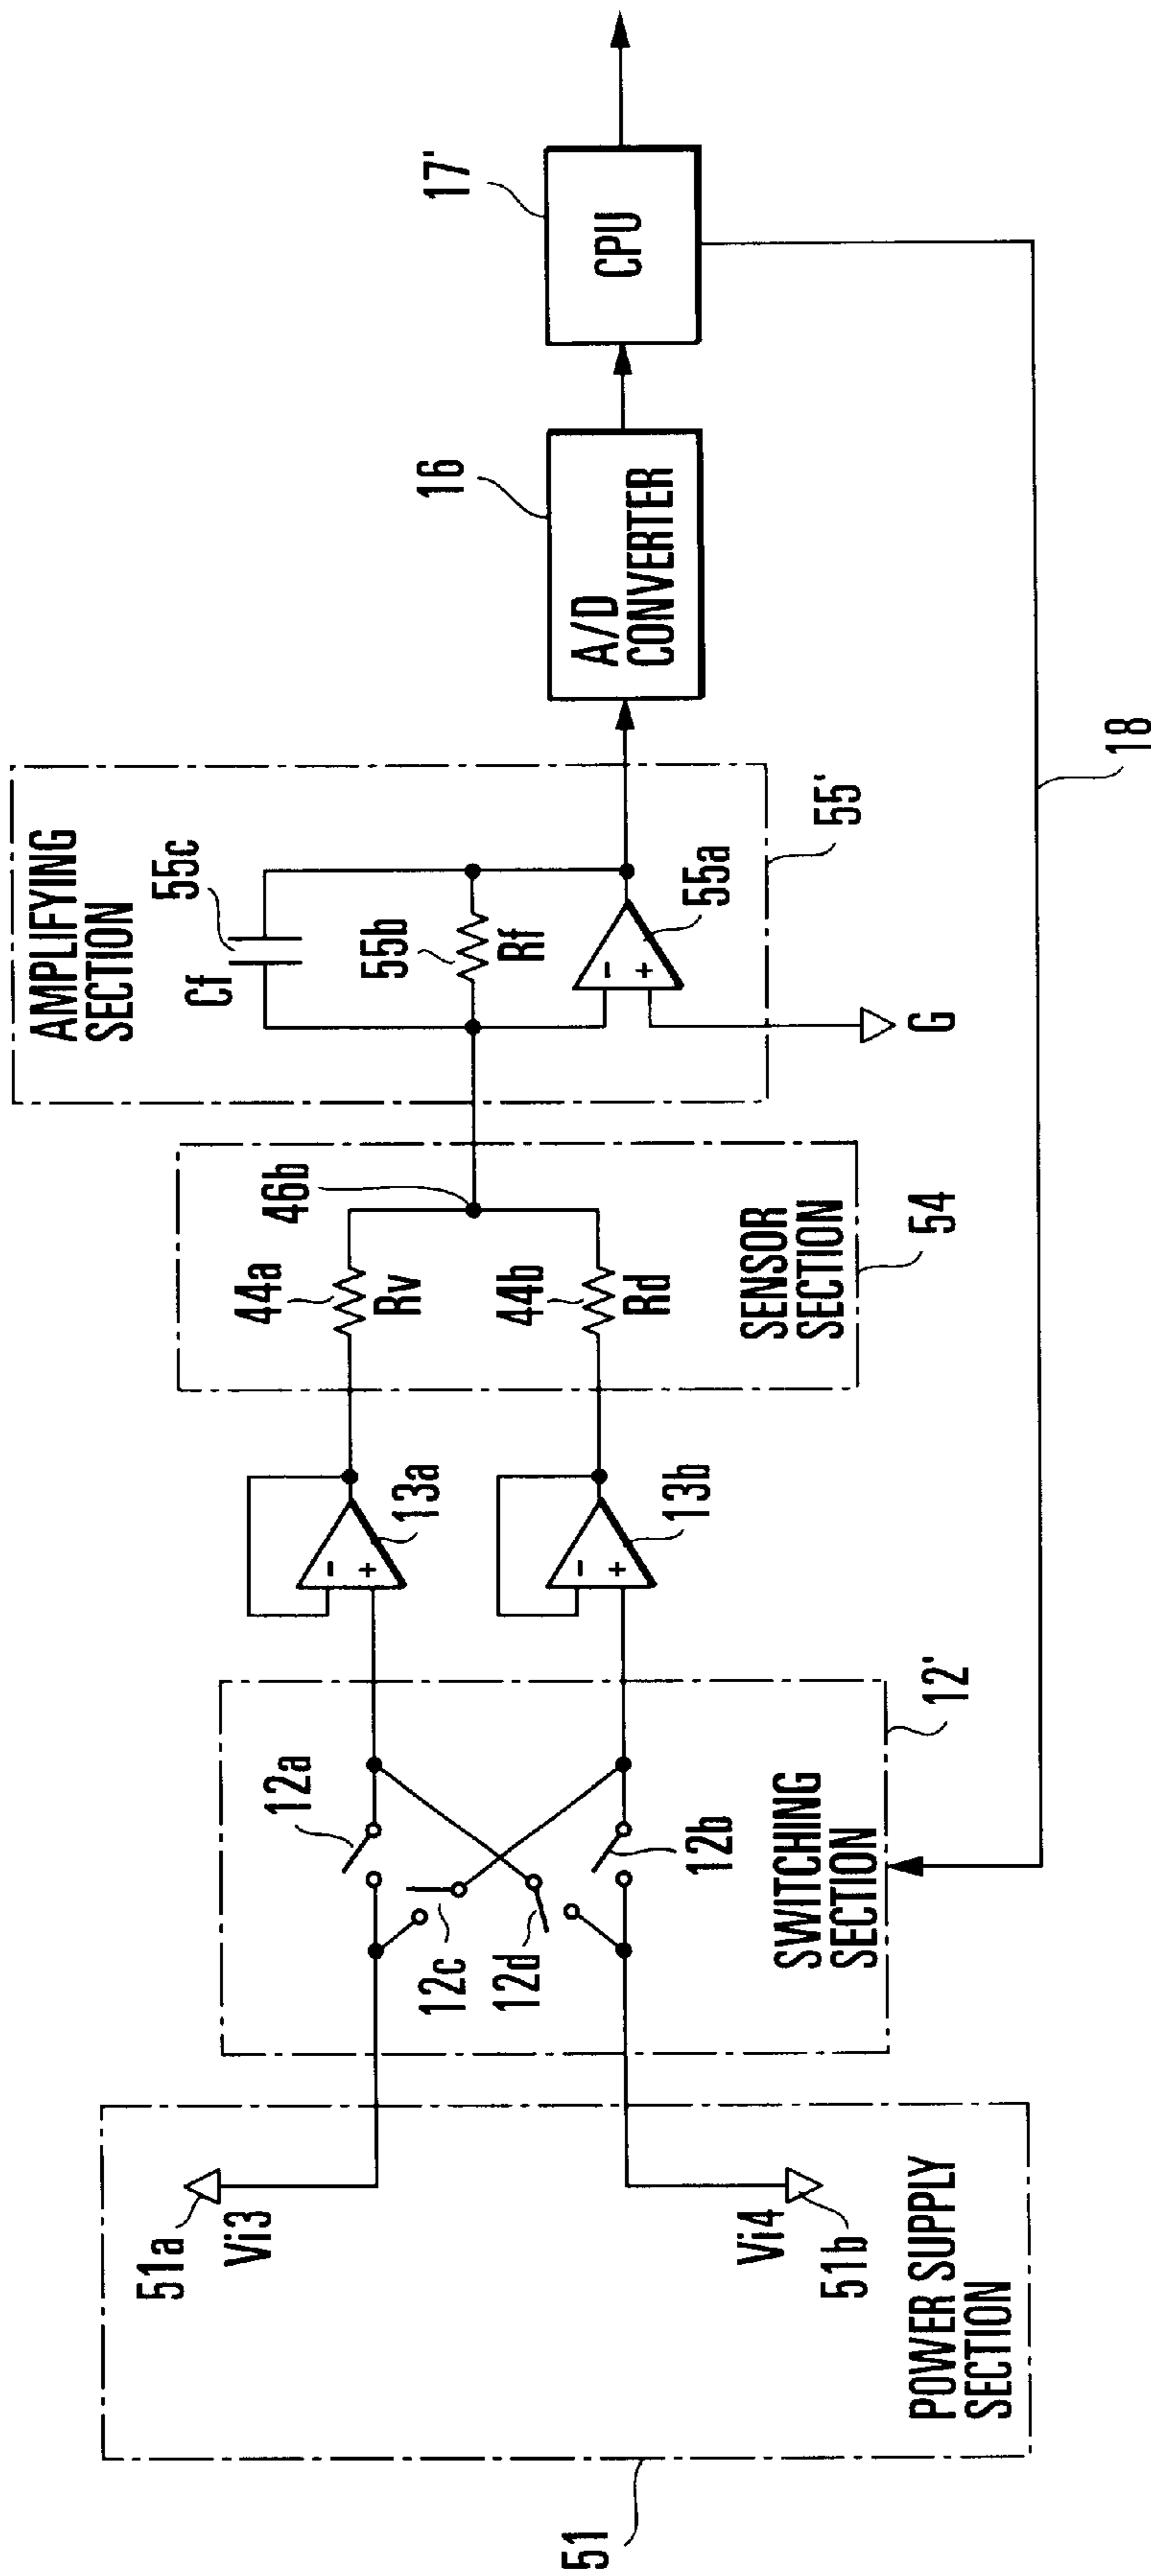 51
51a
Vi3
Vi4
51b
POWER SUPPLY
SECTION
12a
12c
12d
12b
SWITCHING
SECTION
12'
-
+
13a
-
+
13b
44a
Rv
46b
44b
Rd
SENSOR
SECTION
54
AMPLIFYING
SECTION
55c
Cf
55b
Rf
-
+
55a
G
55'
16
A/D
CONVERTER
17'
CPU
18